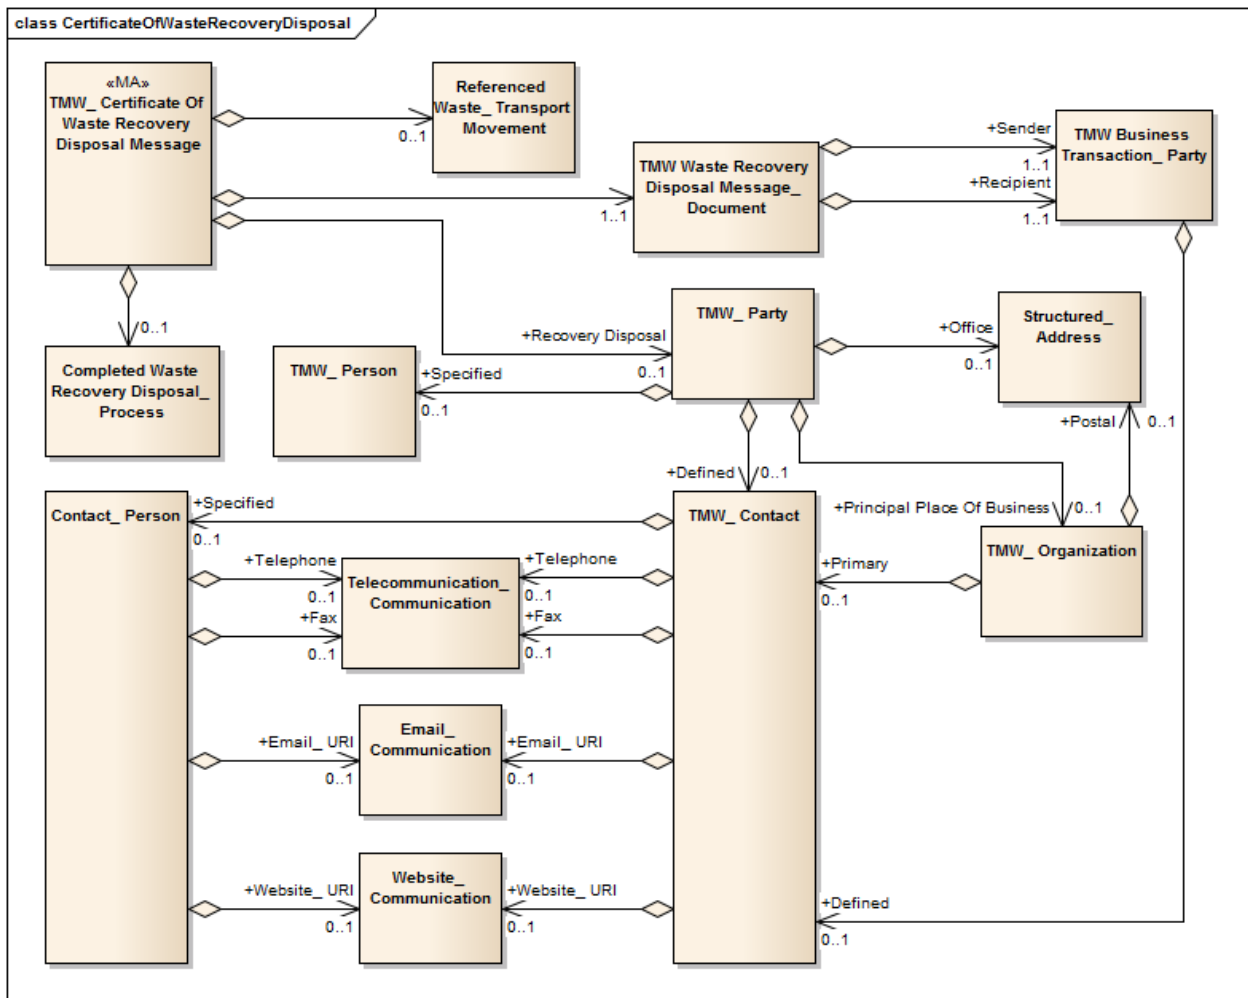 class CertificateOfWasteRecoveryDisposal
«MA»
TMW_ Certificate Of
Waste Recovery
Disposal Message
0..1
Referenced
Waste_ Transport
Movement
1..1
TMW Waste Recovery
Disposal Message_
Document
+Sender
1..1
+Recipient
1..1
TMW Business
Transaction_ Party
0..1
Completed Waste
Recovery Disposal_
Process
TMW_ Person
+Recovery Disposal
0..1
+Specified
0..1
TMW_ Party
+Office
0..1
Structured_
Address
+Postal
0..1
+Defined
0..1
+Principal Place Of Business
0..1
Contact_ Person
+Specified
0..1
TMW_ Contact
TMW_ Organization
+Primary
0..1
+Telephone
0..1
+Fax
0..1
Telecommunication_
Communication
+Telephone
0..1
+Fax
0..1
+Email_ URI
0..1
Email_
Communication
+Email_ URI
0..1
+Website_ URI
0..1
Website_
Communication
+Website_ URI
0..1
+Defined
0..1